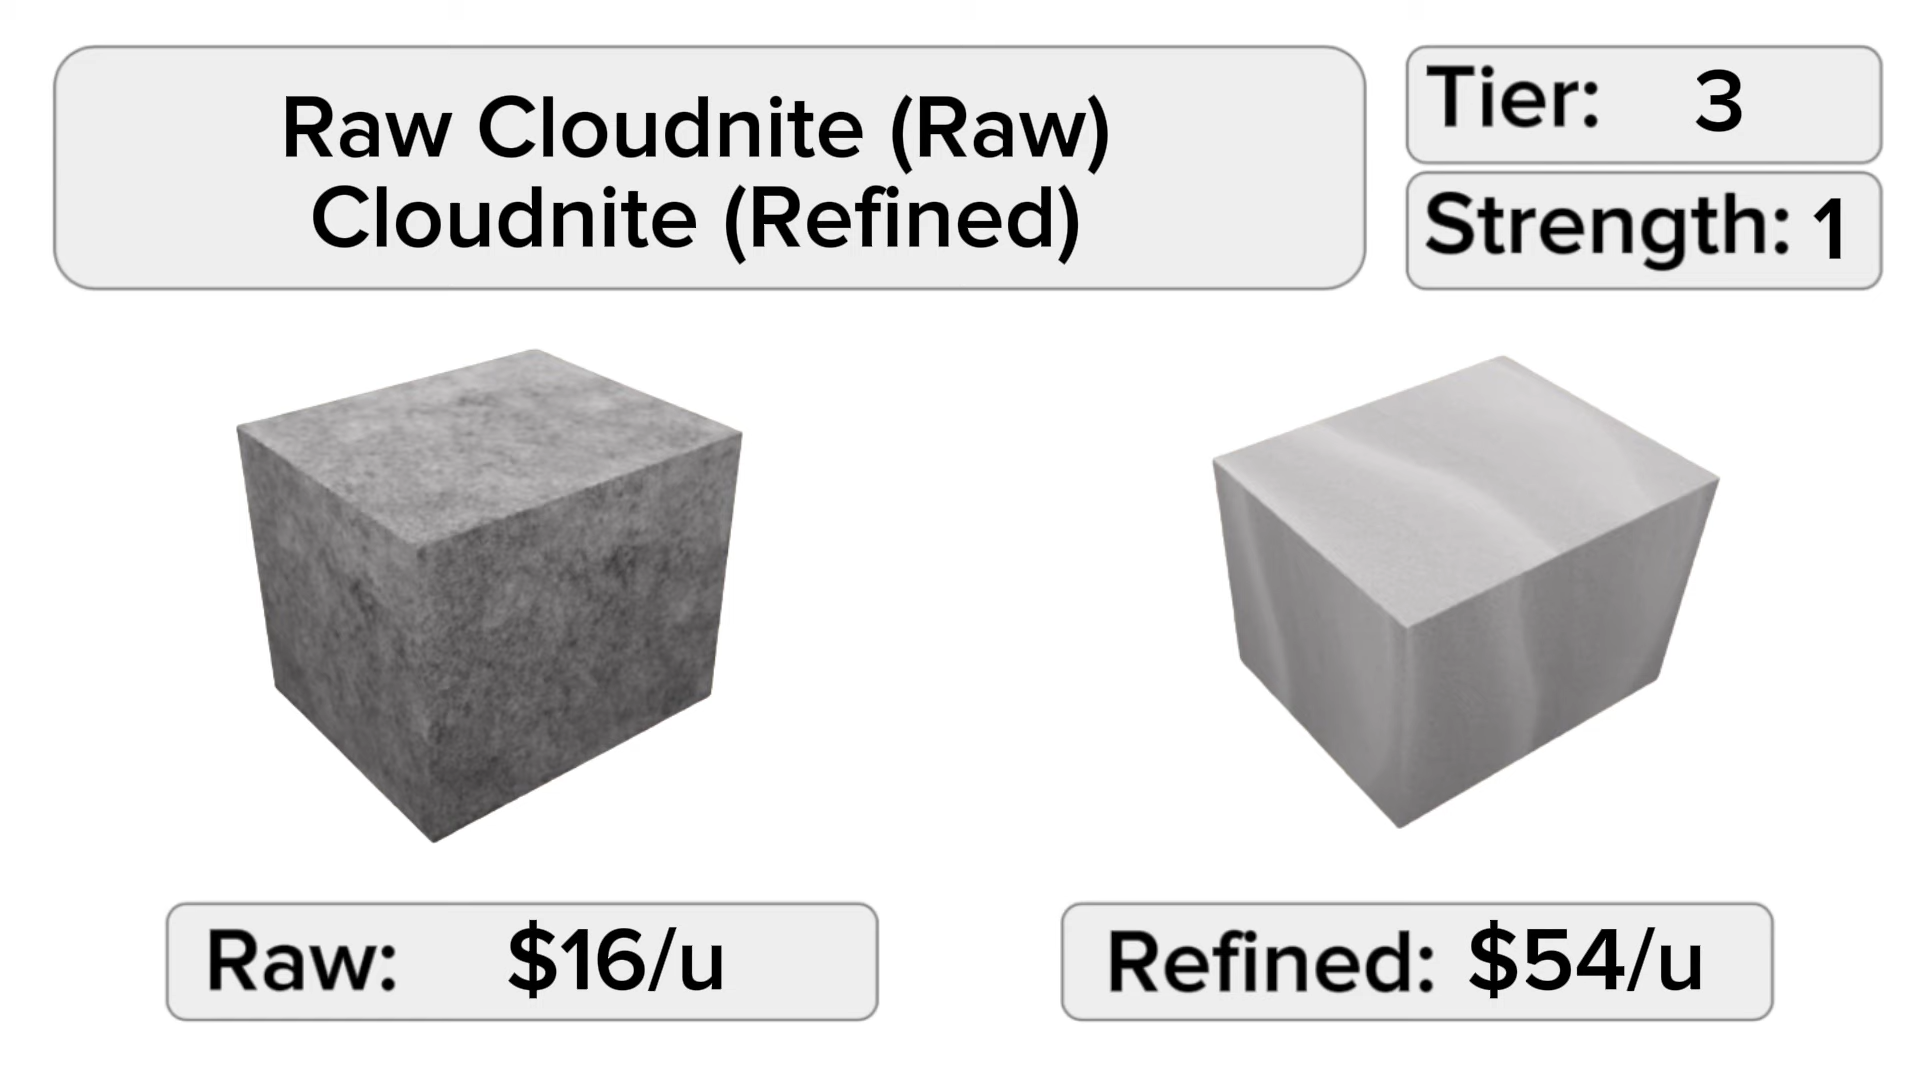 Raw Cloudnite (Raw)
Cloudnite (Refined)
Tier: 3
Strength: 1
Raw: $16/u
Refined: $54/u